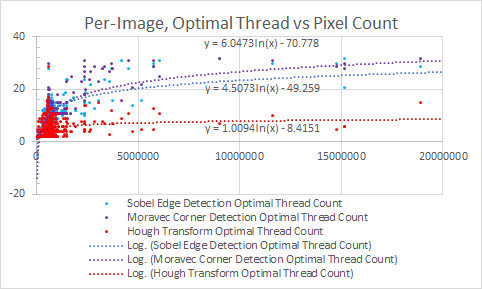 Per-Image, Optimal Thread vs Pixel Count
40
y = 6.0473ln(x) - 70.778
20
y = 4.5073ln(x) - 49.259
y = 1.0094ln(x) - 8.4151
0
0 5000000 10000000 15000000 20000000
-20
Sobel Edge Detection Optimal Thread Count
Moravec Corner Detection Optimal Thread Count
Hough Transform Optimal Thread Count
Log. (Sobel Edge Detection Optimal Thread Count)
Log. (Moravec Corner Detection Optimal Thread Count)
Log. (Hough Transform Optimal Thread Count)